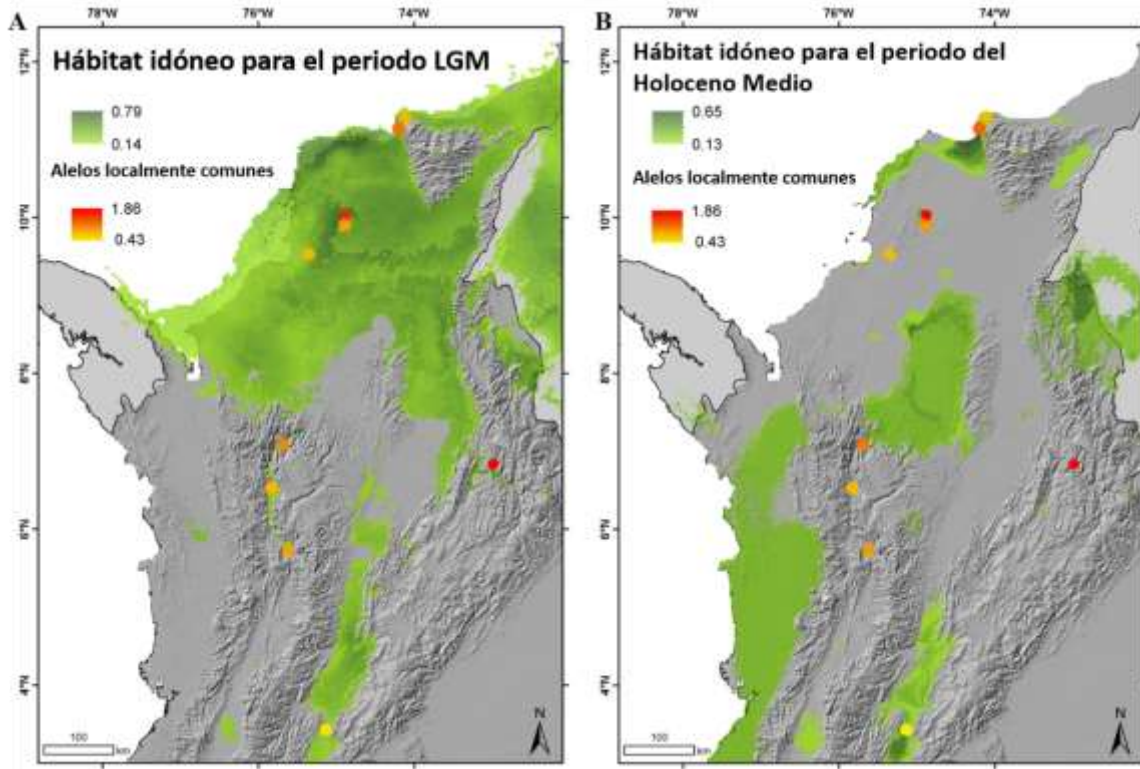 A
78°W 76°W 74°W
12°N
10°N
8°N
6°N
4°N
Hábitat idóneo para el periodo LGM
0.79
0.14
Alelos localmente comunes
1.86
0.43
100
km
N
B
78°W 76°W 74°W
12°N
10°N
8°N
6°N
4°N
Hábitat idóneo para el periodo del
Holoceno Medio
0.65
0.13
Alelos localmente comunes
1.86
0.43
100
km
N